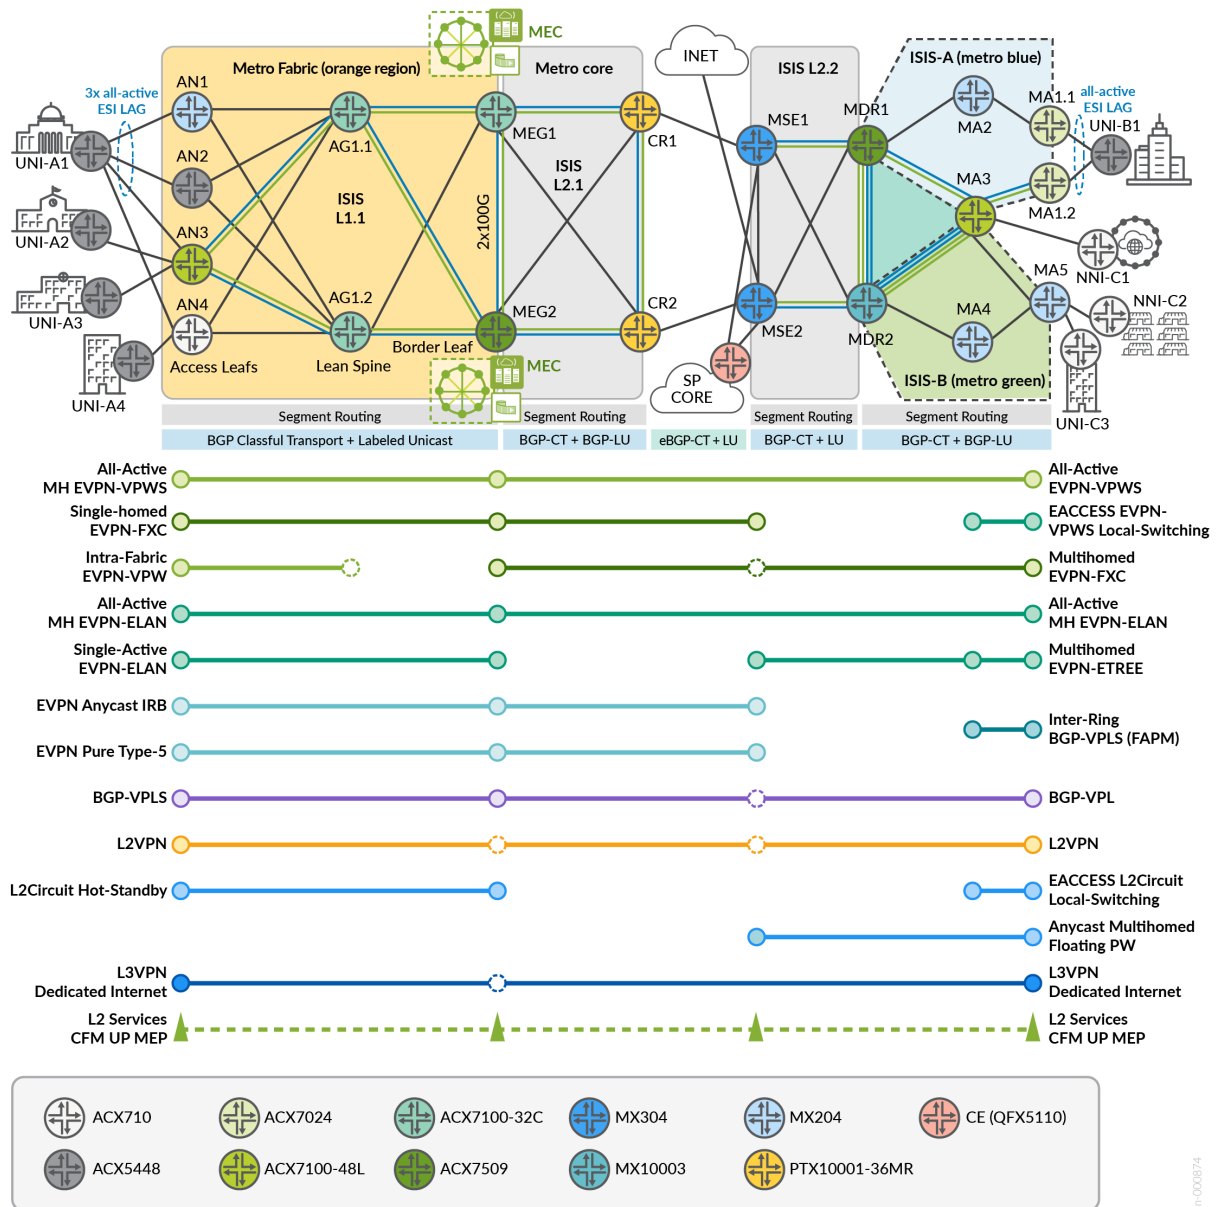 MEC
Metro Fabric (orange region)
Metro core
INET
ISIS L2.2
ISIS-A (metro blue)
3x all-active
ESI LAG
AN1
MDR1
MA1.1
all-active
ESI LAG
UNI-B1
MEG1
MSE1
MA2
CR1
AG1.1
UNI-A1
AN2
ISIS
L2.1
MA3
ISIS
L1.1
2x100G
MA1.2
AN3
UNI-A2
NNI-C1
MA5
AN4
AG1.2
MEG2
CR2
NNI-C2
MA4
UNI-A3
MSE2
MDR2
Border Leaf
Access Leafs
Lean Spine
MEC
SP
CORE
ISIS-B (metro green)
UNI-A4
UNI-C3
Segment Routing
Segment Routing
Segment Routing
Segment Routing
BGP Classful Transport + Labeled Unicast
BGP-CT + BGP-LU
eBGP-CT + LU
BGP-CT + LU
BGP-CT + BGP-LU
All-Active
MH EVPN-VPWS
All-Active
EVPN-VPWS
Single-homed
EVPN-FXC
EACCESS EVPN-
VPWS Local-Switching
Intra-Fabric
EVPN-VPW
Multihomed
EVPN-FXC
All-Active
MH EVPN-ELAN
All-Active
MH EVPN-ELAN
Single-Active
EVPN-ELAN
Multihomed
EVPN-ETREE
EVPN Anycast IRB
Inter-Ring
BGP-VPLS (FAPM)
EVPN Pure Type-5
BGP-VPLS
BGP-VPL
L2VPN
L2VPN
L2Circuit Hot-Standby
EACCESS L2Circuit
Local-Switching
Anycast Multihomed
Floating PW
L3VPN
Dedicated Internet
L3VPN
Dedicated Internet
L2 Services
CFM UP MEP
L2 Services
CFM UP MEP
ACX710
ACX7024
ACX7100-32C
MX304
MX204
CE (QFX5110)
ACX5448
ACX7100-48L
ACX7509
MX10003
PTX10001-36MR
n-000874